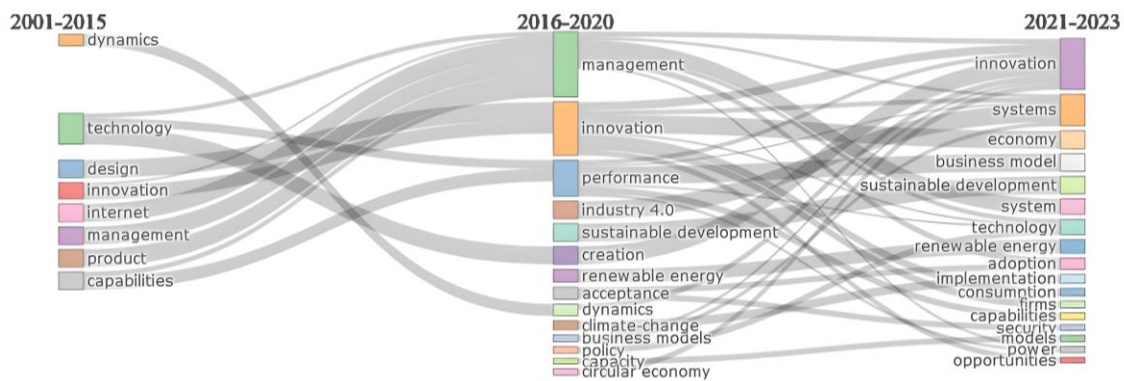 2001-2015
2016-2020
2021-2023
dynamics
technology
design
innovation
internet
management
product
capabilities
management
innovation
performance
industry 4.0
sustainable development
creation
renewable energy
acceptance
dynamics
climate-change
business models
policy
capacity
circular economy
innovation
systems
economy
business model
sustainable development
system
technology
renewable energy
adoption
implementation
consumption
firms
capabilities
security
models
power
opportunities